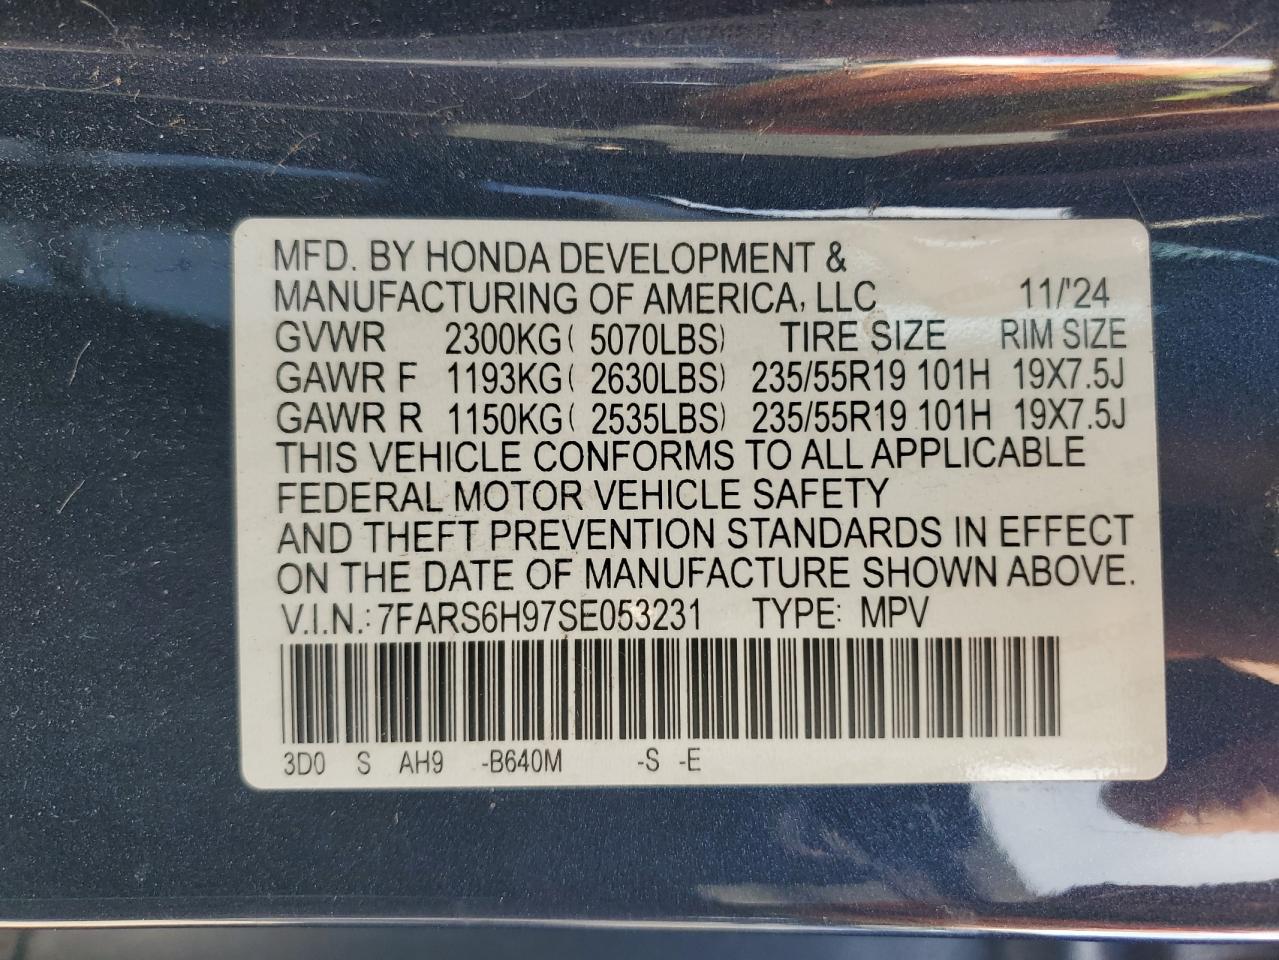 MFD. BY HONDA DEVELOPMENT &
MANUFACTURING OF AMERICA, LLC 11/'24
GVWR 2300KG( 5070LBS) TIRE SIZE RIM SIZE
GAWR F 1193KG( 2630LBS) 235/55R19 101H 19X7.5J
GAWR R 1150KG( 2535LBS) 235/55R19 101H 19X7.5J
THIS VEHICLE CONFORMS TO ALL APPLICABLE
FEDERAL MOTOR VEHICLE SAFETY
AND THEFT PREVENTION STANDARDS IN EFFECT
ON THE DATE OF MANUFACTURE SHOWN ABOVE.
V.I.N.: 7FARS6H97SE053231 TYPE: MPV
3D0 S AH9 -B640M -S -E